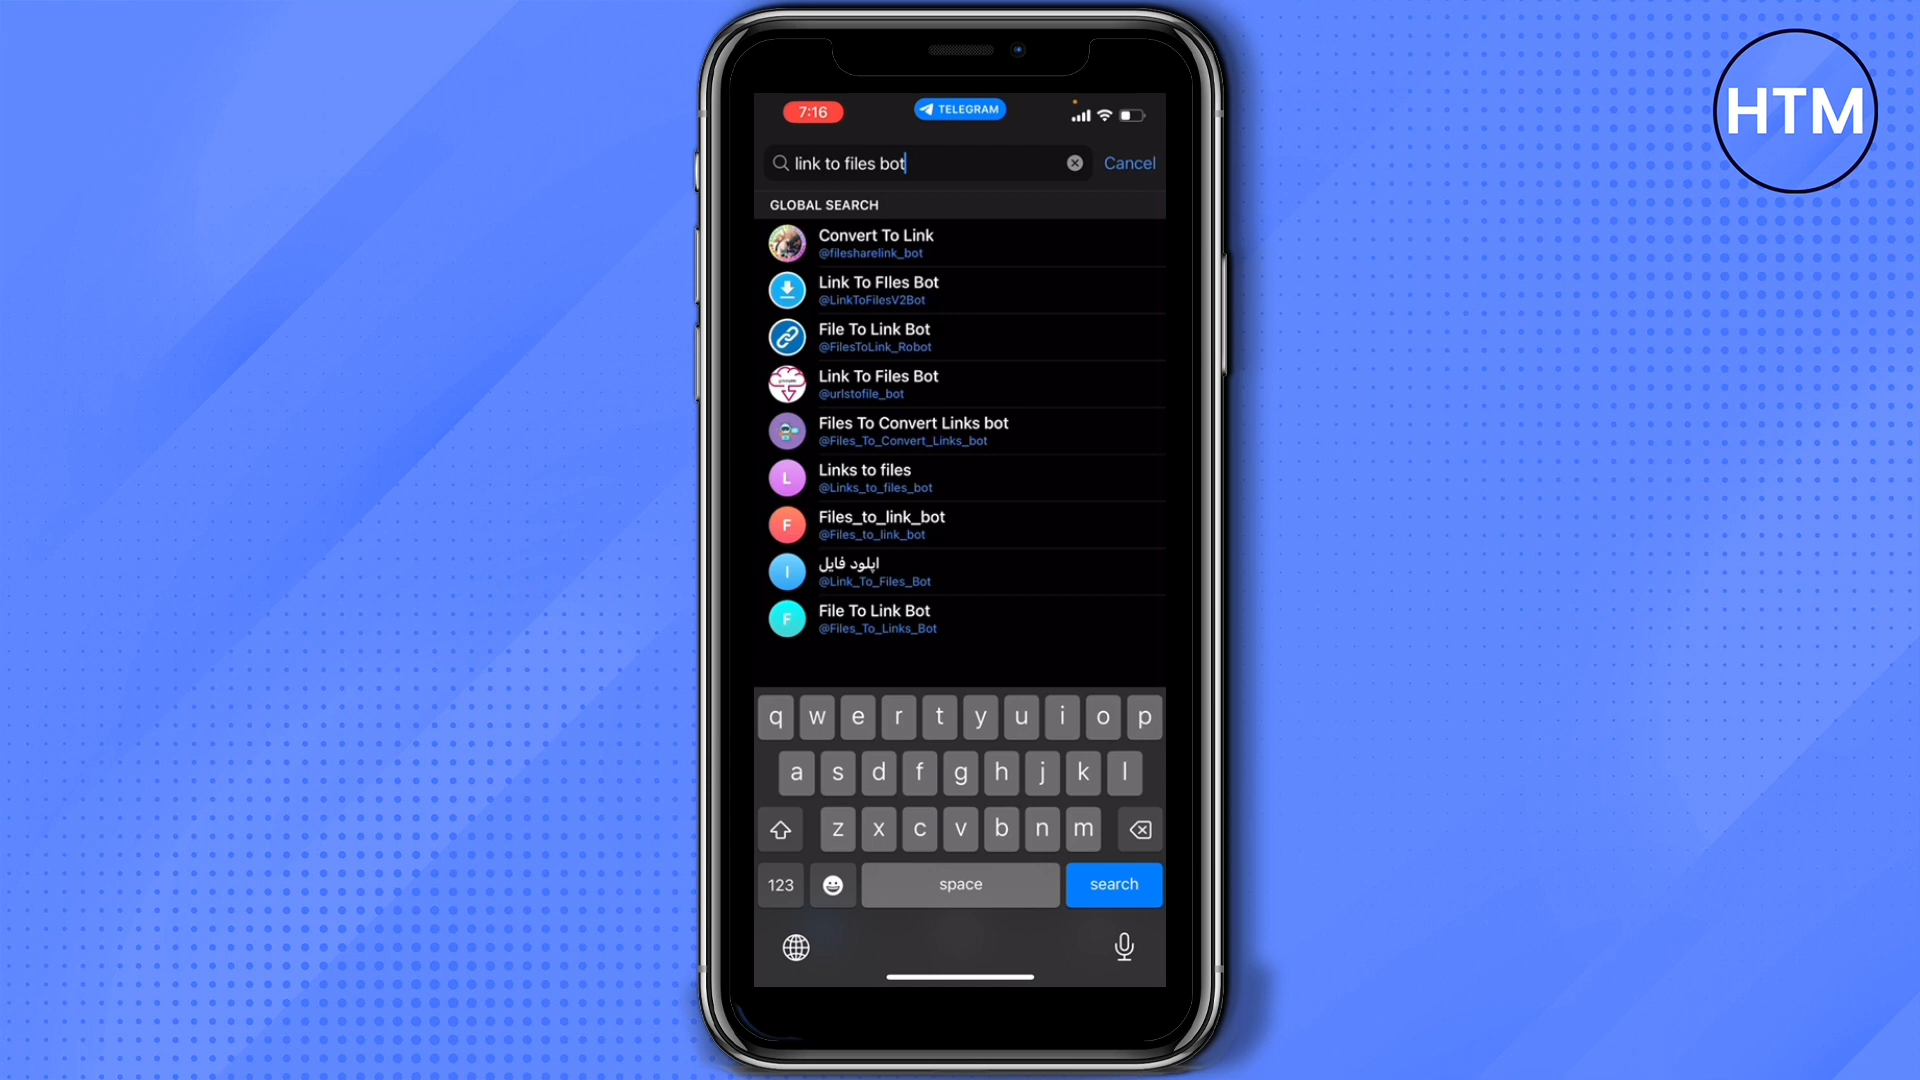 HTM
7:16
TELEGRAM
link to files bot
Cancel
GLOBAL SEARCH
Convert To Link
@filesharelink_bot
Link To FIles Bot
@LinkToFilesV2Bot
File To Link Bot
@FilesToLink_Robot
Link To Files Bot
@urlstofile_bot
Files To Convert Links bot
@Files_To_Convert_Links_bot
L
Links to files
@Links_to_files_bot
F
Files_to_link_bot
@Files_to_link_bot
I
اپلود فایل
@Link_To_Files_Bot
F
File To Link Bot
@Files_To_Links_Bot
q w e r t y u i o p
a s d f g h j k l
z x c v b n m
123 space search